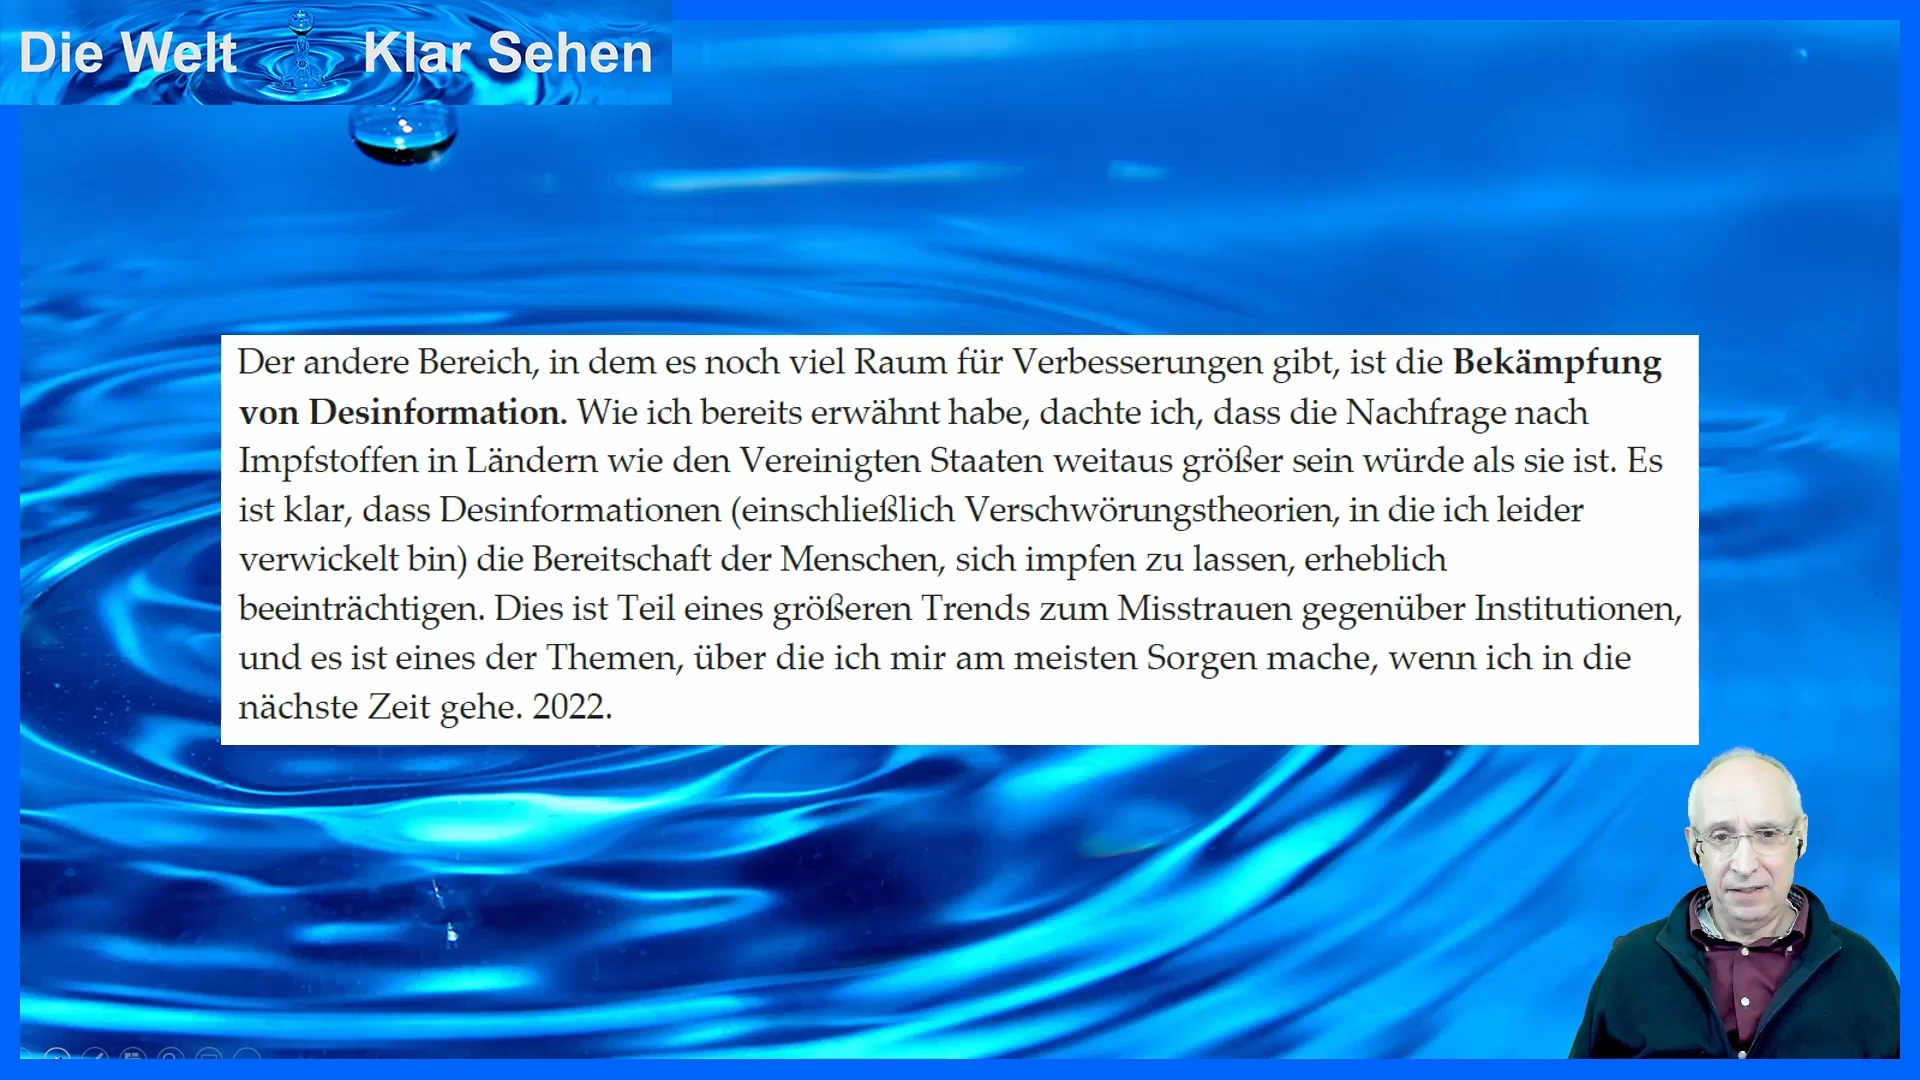 Die Welt Klar Sehen
Der andere Bereich, in dem es noch viel Raum für Verbesserungen gibt, ist die Bekämpfung
von Desinformation. Wie ich bereits erwähnt habe, dachte ich, dass die Nachfrage nach
Impfstoffen in Ländern wie den Vereinigten Staaten weitaus größer sein würde als sie ist. Es
ist klar, dass Desinformationen (einschließlich Verschwörungstheorien, in die ich leider
verwickelt bin) die Bereitschaft der Menschen, sich impfen zu lassen, erheblich
beeinträchtigen. Dies ist Teil eines größeren Trends zum Misstrauen gegenüber Institutionen,
und es ist eines der Themen, über die ich mir am meisten Sorgen mache, wenn ich in die
nächste Zeit gehe. 2022.